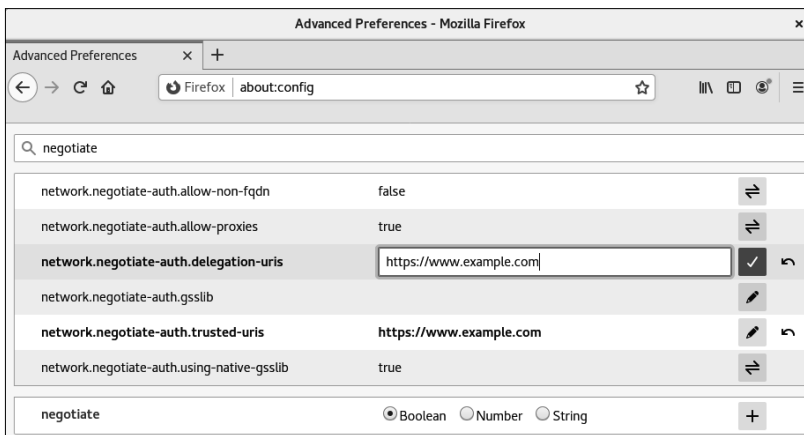 Advanced Preferences - Mozilla Firefox
Advanced Preferences
Firefox about:config
negotiate
network.negotiate-auth.allow-non-fqdn false
network.negotiate-auth.allow-proxies true
network.negotiate-auth.delegation-uris https://www.example.com
network.negotiate-auth.gsslib
network.negotiate-auth.trusted-uris https://www.example.com
network.negotiate-auth.using-native-gsslib true
negotiate Boolean Number String